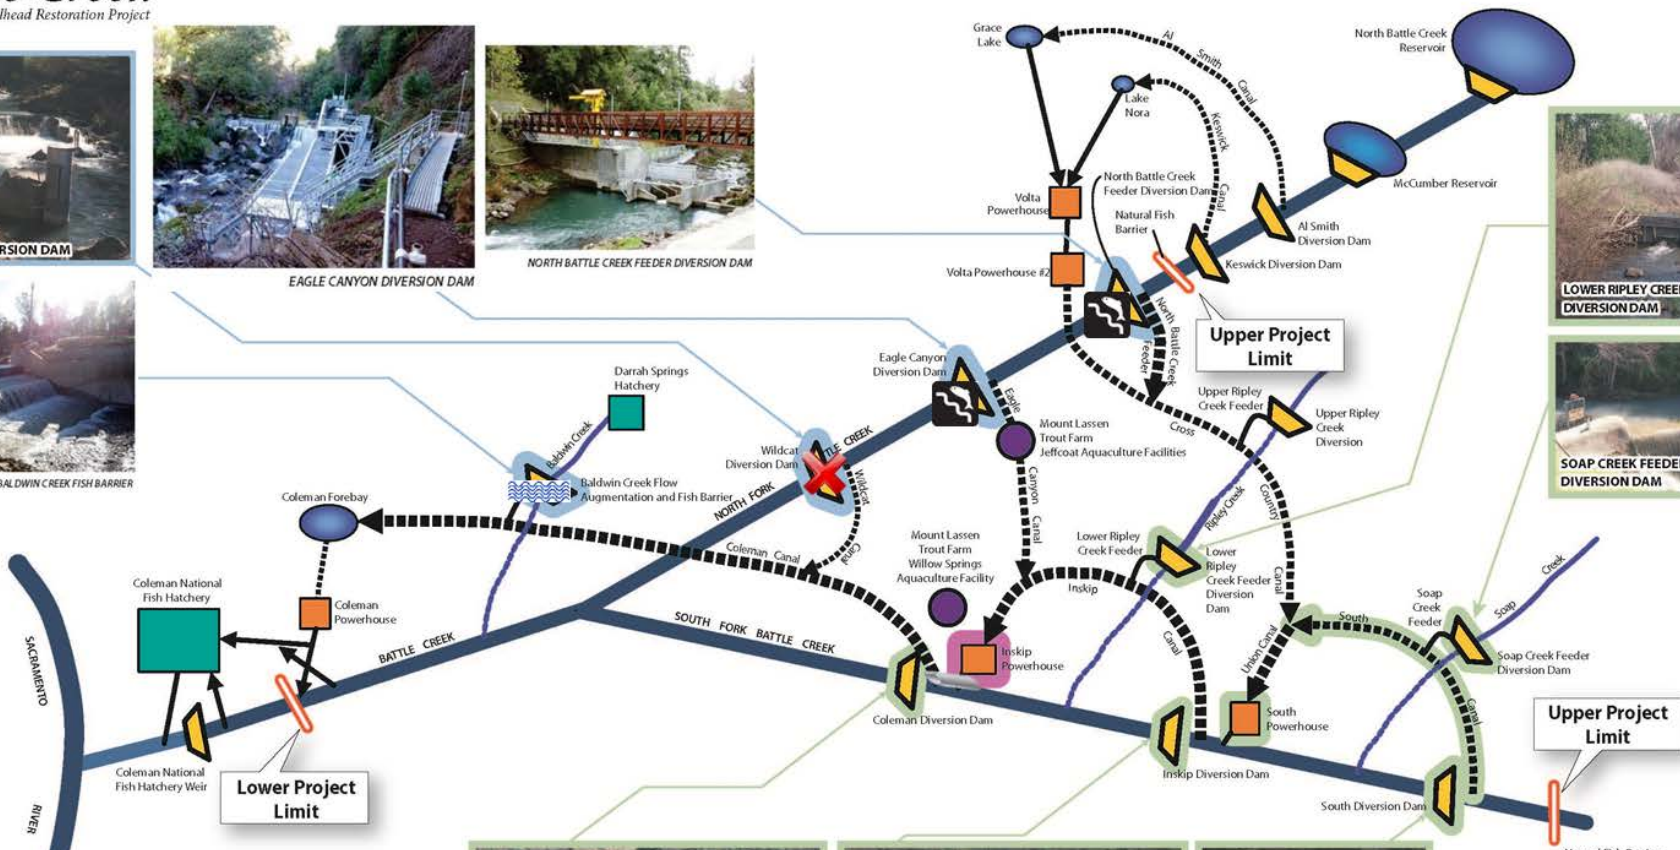 lhead Restoration Project
RSION DAM
EAGLE CANYON DIVERSION DAM
NORTH BATTLE CREEK FEEDER DIVERSION DAM
BALDWIN CREEK FISH BARRIER
Grace
Lake
Al
Smith
Canal
Lake
Nora
Keswick
Canal
North Battle Creek
Reservoir
McCumber Reservoir
North Battle Creek
Feeder Diversion Dam
Natural Fish
Barrier
Volta
Powerhouse
Volta Powerhouse #2
Al Smith
Diversion Dam
Keswick Diversion Dam
Upper Project
Limit
North Battle Creek
Feeder
LOWER RIPLEY CREE
DIVERSION DAM
SOAP CREEK FEEDE
DIVERSION DAM
Eagle Canyon
Diversion Dam
Eagle
Canyon
Canal
Mount Lassen
Trout Farm
Jeffcoat Aquaculture Facilities
Cross
Country
Canal
Upper Ripley
Creek Feeder
Upper Ripley
Creek
Diversion
Ripley Creek
Darrah Springs
Hatchery
Baldwin Creek
Baldwin Creek Flow
Augmentation and Fish Barrier
Wildcat
Diversion Dam
Wildcat
Canal
NORTH FORK
TLE CREEK
Coleman Forebay
Coleman Canal
Coleman National
Fish Hatchery
Coleman
Powerhouse
Mount Lassen
Trout Farm
Willow Springs
Aquaculture Facility
Lower Ripley
Creek Feeder
Lower
Ripley
Creek Feeder
Diversion
Dam
Inskip
Canal
Inskip
Powerhouse
Union Canal
South
Canal
Soap
Creek
Feeder
Soap
Creek
Soap Creek Feeder
Diversion Dam
South
Powerhouse
SACRAMENTO
RIVER
BATTLE CREEK
SOUTH FORK BATTLE CREEK
Coleman Diversion Dam
Inskip Diversion Dam
South Diversion Dam
Coleman National
Fish Hatchery Weir
Lower Project
Limit
Upper Project
Limit